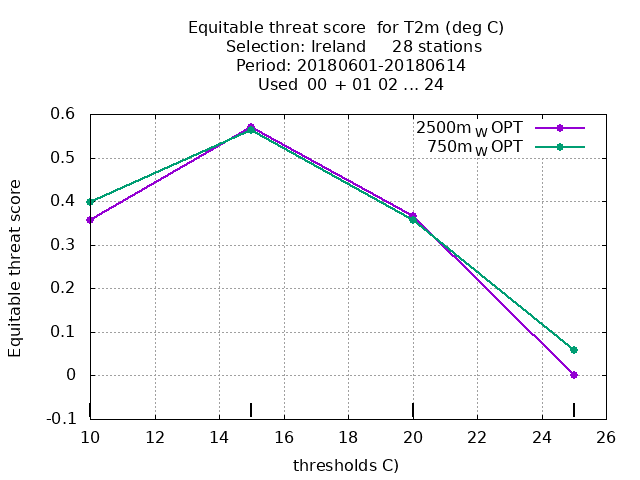 Equitable threat score  for T2m (deg C)
Selection: Ireland     28 stations
Period: 20180601-20180614
Used  00 + 01 02 ... 24
2500m W OPT
750m W OPT
Equitable threat score
0.6
0.5
0.4
0.3
0.2
0.1
0
-0.1
10 12 14 16 18 20 22 24 26
thresholds C)